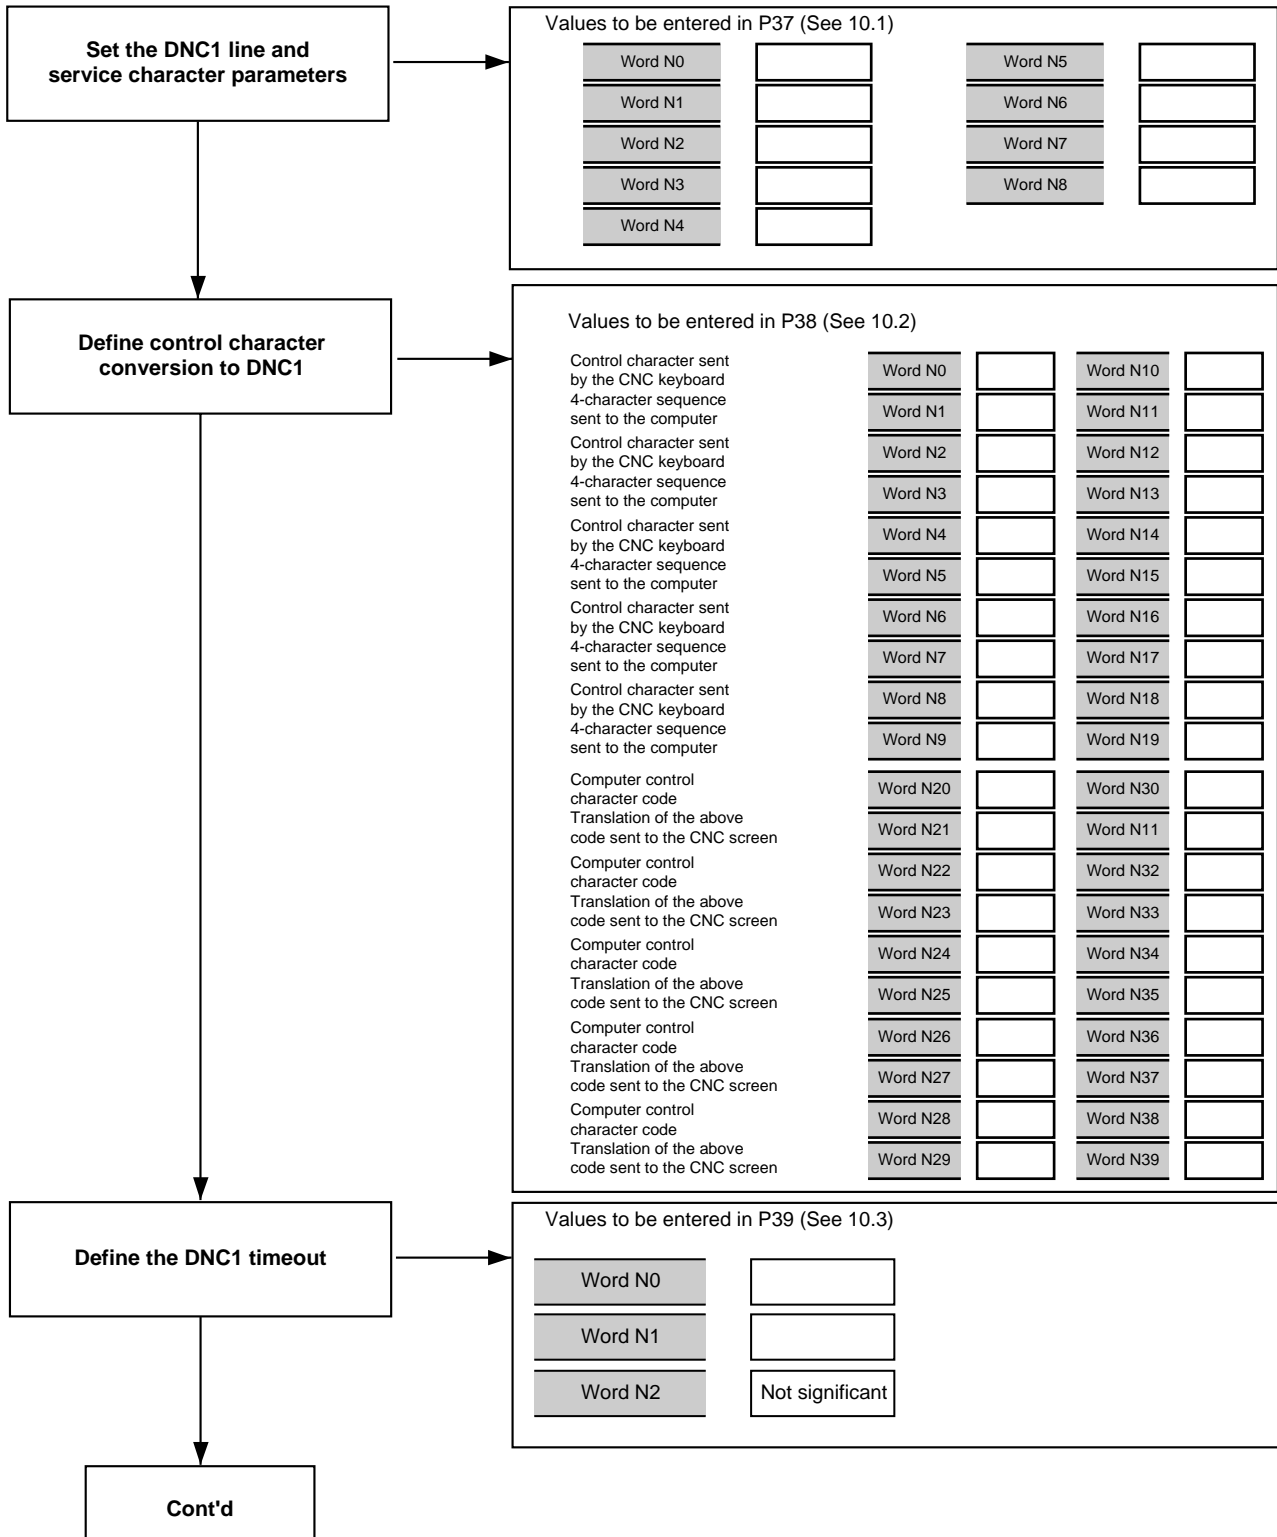 Set the DNC1 line and
service character parameters
Values to be entered in P37 (See 10.1)
Word N0
Word N5
Word N1
Word N6
Word N2
Word N7
Word N3
Word N8
Word N4
Define control character
conversion to DNC1
Values to be entered in P38 (See 10.2)
Control character sent
by the CNC keyboard
Word N0
Word N10
4-character sequence
sent to the computer
Word N1
Word N11
Control character sent
by the CNC keyboard
Word N2
Word N12
4-character sequence
sent to the computer
Word N3
Word N13
Control character sent
by the CNC keyboard
Word N4
Word N14
4-character sequence
sent to the computer
Word N5
Word N15
Control character sent
by the CNC keyboard
Word N6
Word N16
4-character sequence
sent to the computer
Word N7
Word N17
Control character sent
by the CNC keyboard
Word N8
Word N18
4-character sequence
sent to the computer
Word N9
Word N19
Computer control
character code
Word N20
Word N30
Translation of the above
code sent to the CNC screen
Word N21
Word N11
Computer control
character code
Word N22
Word N32
Translation of the above
code sent to the CNC screen
Word N23
Word N33
Computer control
character code
Word N24
Word N34
Translation of the above
code sent to the CNC screen
Word N25
Word N35
Computer control
character code
Word N26
Word N36
Translation of the above
code sent to the CNC screen
Word N27
Word N37
Computer control
character code
Word N28
Word N38
Translation of the above
code sent to the CNC screen
Word N29
Word N39
Define the DNC1 timeout
Values to be entered in P39 (See 10.3)
Word N0
Word N1
Word N2
Not significant
Cont'd